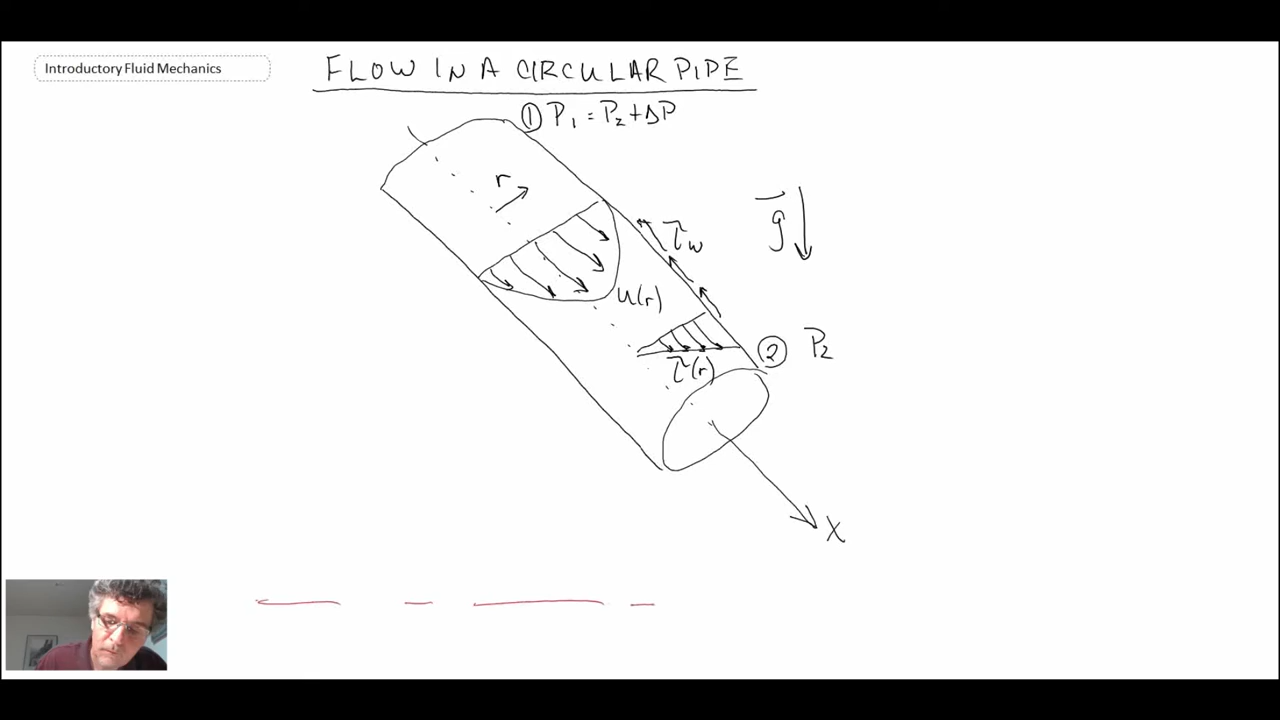 Introductory Fluid Mechanics
FLOW IN A CIRCULAR PIPE
① P₁ = P₂ + ΔP
r
g⃗
τw
u(r)
② P₂
τ(r)
X